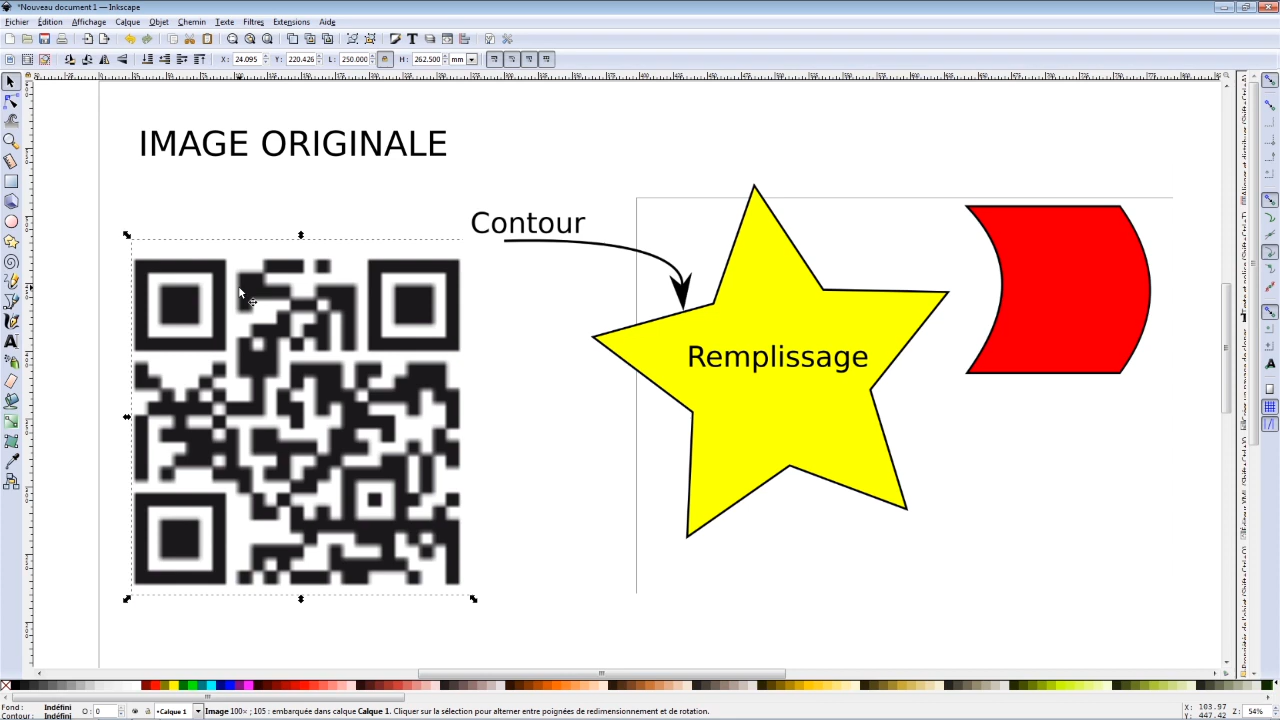 *Nouveau document 1 — Inkscape
Fichier Édition Affichage Calque Objet Chemin Texte Filtres Extensions Aide
X: 24.095 Y: 220.426 L: 250.000 H: 262.500 mm
IMAGE ORIGINALE
Contour
Remplissage
Fond : Indéfini
Contour : Indéfini
O: 0
•Calque 1
Image 100 × ; 105 : embarquée dans calque Calque 1. Cliquer sur la sélection pour alterner entre poignées de redimensionnement et de rotation.
X: 103.97
Y: 447.42
Z: 54%